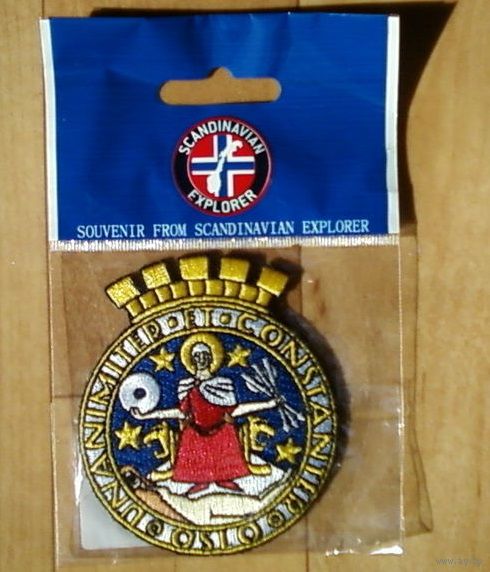 SCANDINAVIAN
EXPLORER
SOUVENIR FROM SCANDINAVIAN EXPLORER
UNANIMITER ET CONSTANTER
OSLO